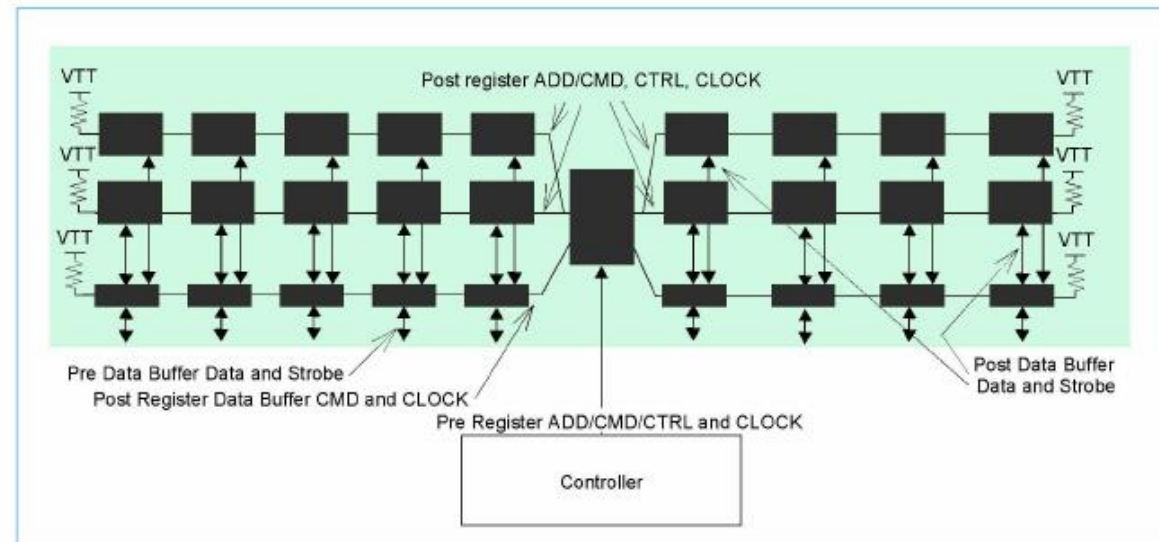 VTT
Post register ADD/CMD, CTRL, CLOCK
VTT
VTT
VTT
VTT
VTT
Pre Data Buffer Data and Strobe
Post Register Data Buffer CMD and CLOCK
Post Data Buffer
Data and Strobe
Pre Register ADD/CMD/CTRL and CLOCK
Controller